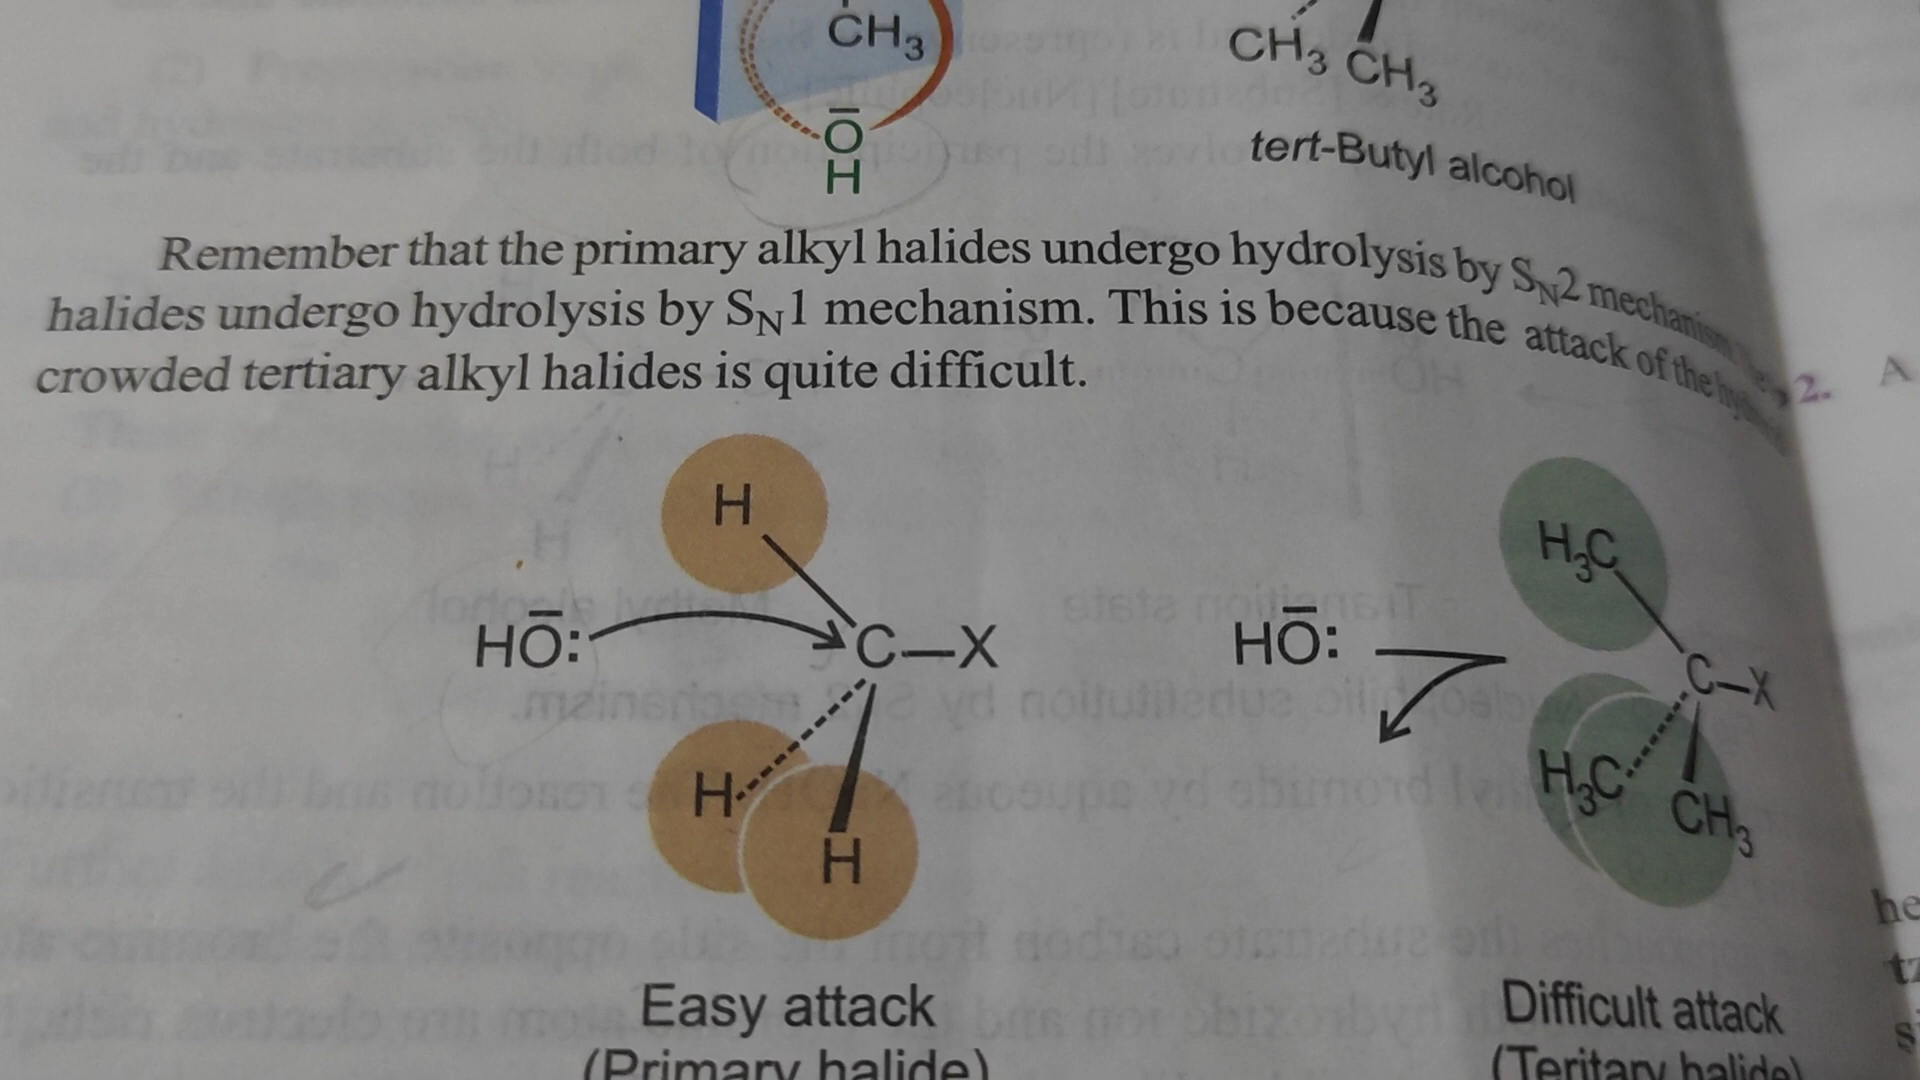 CH₃
ŌH
CH₃ CH₃
tert-Butyl alcohol
Remember that the primary alkyl halides undergo hydrolysis by SN2 mechanism
halides undergo hydrolysis by SN1 mechanism. This is because the attack of the
crowded tertiary alkyl halides is quite difficult.
2. A
H
HŌ: C–X
H
H
H₃C
HŌ: C–X
H₃C
CH₃
Easy attack
(Primary halide)
Difficult attack
(Teritary halide)
he